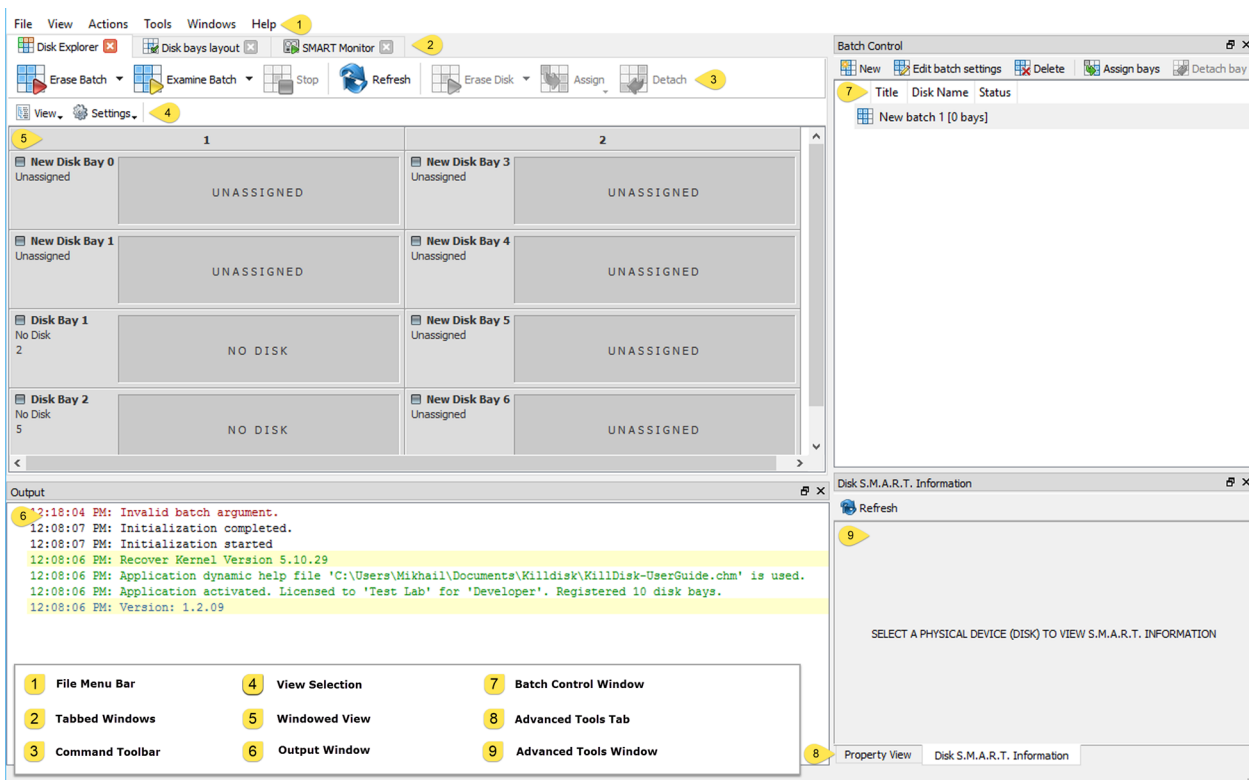 File View Actions Tools Windows Help 1
Disk Explorer Disk bays layout SMART Monitor 2
Erase Batch Examine Batch Stop Refresh Erase Disk Assign Detach 3
View Settings 4
5 1 2
New Disk Bay 0
Unassigned
UNASSIGNED
New Disk Bay 3
Unassigned
UNASSIGNED
New Disk Bay 1
Unassigned
UNASSIGNED
New Disk Bay 4
Unassigned
UNASSIGNED
Disk Bay 1
No Disk
2
NO DISK
New Disk Bay 5
Unassigned
UNASSIGNED
Disk Bay 2
No Disk
5
NO DISK
New Disk Bay 6
Unassigned
UNASSIGNED
Batch Control
New Edit batch settings Delete Assign bays Detach bay
7 Title Disk Name Status
New batch 1 [0 bays]
Output
6 12:18:04 PM: Invalid batch argument.
12:08:07 PM: Initialization completed.
12:08:07 PM: Initialization started
12:08:06 PM: Recover Kernel Version 5.10.29
12:08:06 PM: Application dynamic help file 'C:\Users\Mikhail\Documents\Killdisk\KillDisk-UserGuide.chm' is used.
12:08:06 PM: Application activated. Licensed to 'Test Lab' for 'Developer'. Registered 10 disk bays.
12:08:06 PM: Version: 1.2.09
1 File Menu Bar
2 Tabbed Windows
3 Command Toolbar
4 View Selection
5 Windowed View
6 Output Window
7 Batch Control Window
8 Advanced Tools Tab
9 Advanced Tools Window
Disk S.M.A.R.T. Information
Refresh
9
SELECT A PHYSICAL DEVICE (DISK) TO VIEW S.M.A.R.T. INFORMATION
8 Property View Disk S.M.A.R.T. Information